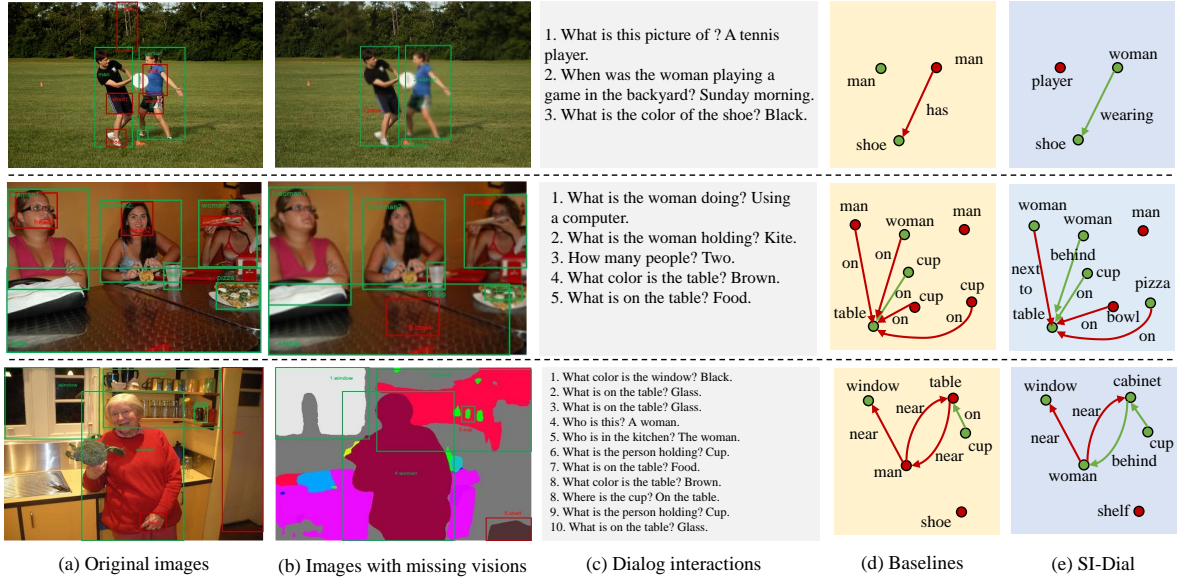 man
woman2
woman3
pizza
1. What is this picture of ? A tennis
player.
2. When was the woman playing a
game in the backyard? Sunday morning.
3. What is the color of the shoe? Black.
man
man
has
shoe
woman
player
wearing
shoe
1. What is the woman doing? Using
a computer.
2. What is the woman holding? Kite.
3. How many people? Two.
4. What color is the table? Brown.
5. What is on the table? Food.
man
woman
man
on
on
cup
on
cup
cup
table
on
on
woman
woman
man
behind
cup
next
to
on
pizza
bowl
table
on
on
1.window
1. What color is the window? Black.
2. What is on the table? Glass.
3. What is on the table? Glass.
4. Who is this? A woman.
5. Who is in the kitchen? The woman.
6. What is the person holding? Cup.
7. What is on the table? Food.
8. What color is the table? Brown.
8. Where is the cup? On the table.
9. What is the person holding? Cup.
10. What is on the table? Glass.
window
table
near
on
cup
near
near
man
shoe
window
cabinet
near
near
cup
behind
woman
shelf
(a) Original images
(b) Images with missing visions
(c) Dialog interactions
(d) Baselines
(e) SI-Dial